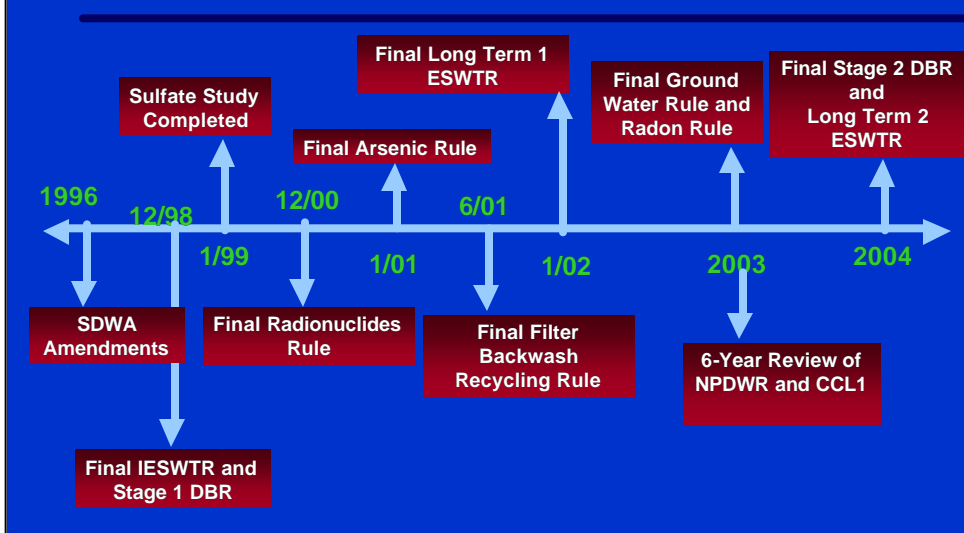 Final Long Term 1
ESWTR
Final Ground
Water Rule and
Radon Rule
Final Stage 2 DBR
and
Long Term 2
ESWTR
Sulfate Study
Completed
Final Arsenic Rule
1996
12/98
1/99
12/00
1/01
6/01
1/02
2003
2004
SDWA
Amendments
Final Radionuclides
Rule
Final Filter
Backwash
Recycling Rule
6-Year Review of
NPDWR and CCL1
Final IESWTR and
Stage 1 DBR